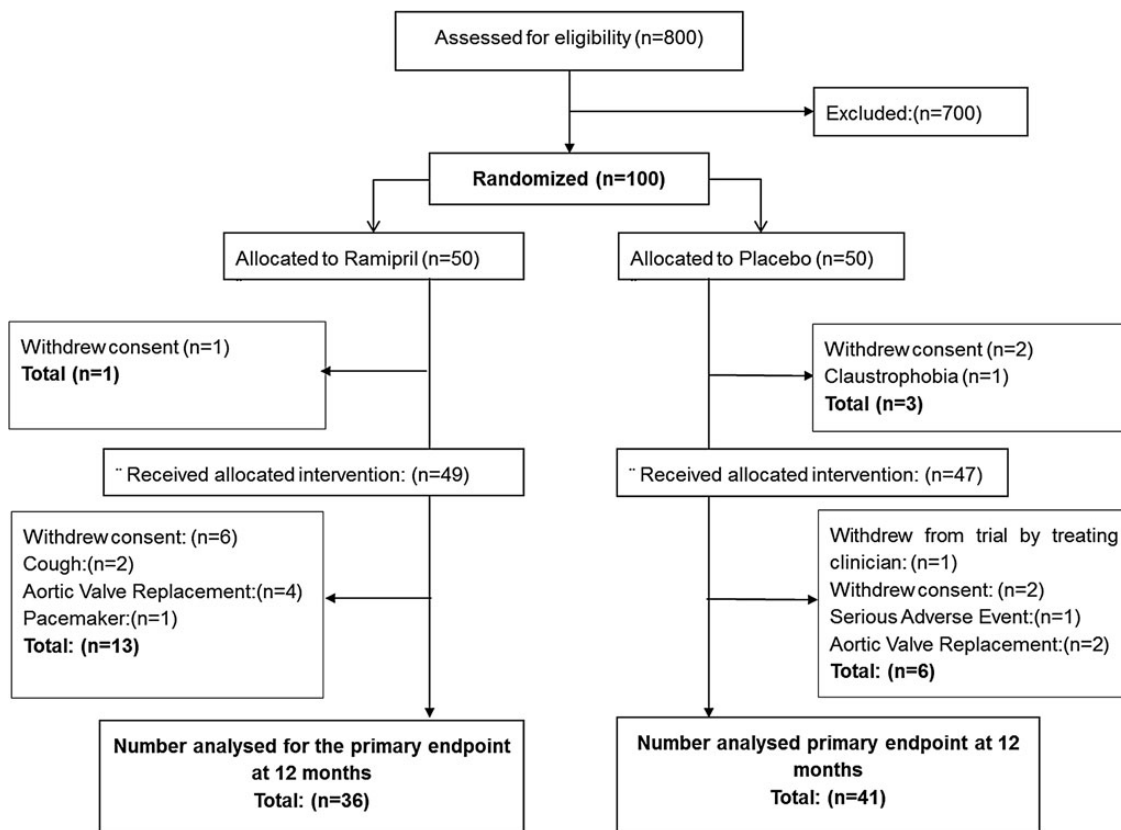 Assessed for eligibility (n=800)
Excluded:(n=700)
Randomized (n=100)
Allocated to Ramipril (n=50)
¨
Allocated to Placebo (n=50)
¨
Withdrew consent (n=1)
Total (n=1)
Withdrew consent (n=2)
Claustrophobia (n=1)
Total (n=3)
¨ Received allocated intervention: (n=49)
¨ Received allocated intervention: (n=47)
Withdrew consent: (n=6)
Cough:(n=2)
Aortic Valve Replacement:(n=4)
Pacemaker:(n=1)
Total: (n=13)
Withdrew from trial by treating
clinician: (n=1)
Withdrew consent: (n=2)
Serious Adverse Event:(n=1)
Aortic Valve Replacement:(n=2)
Total: (n=6)
Number analysed for the primary endpoint
at 12 months
Total: (n=36)
Number analysed primary endpoint at 12
months
Total: (n=41)